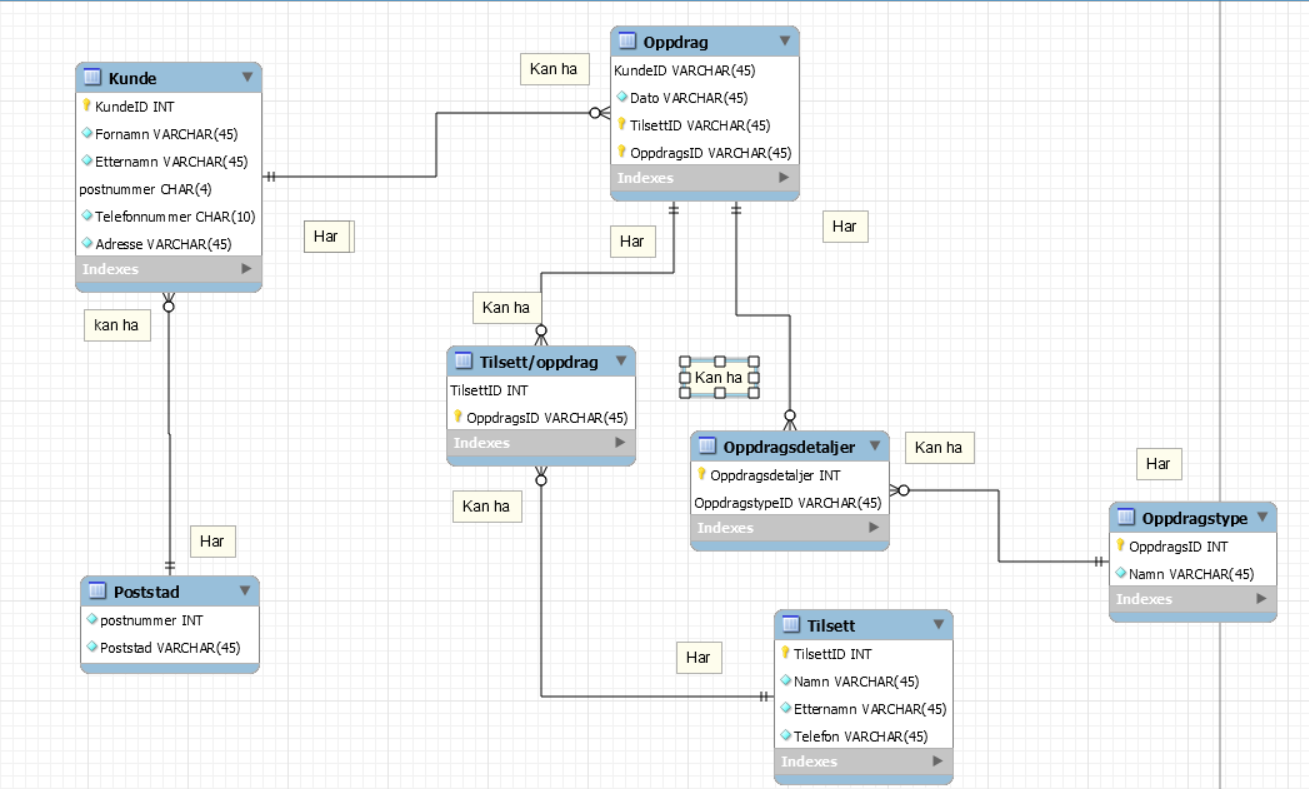 Kunde
KundeID INT
Fornamn VARCHAR(45)
Etternamn VARCHAR(45)
postnummer CHAR(4)
Telefonnummer CHAR(10)
Adresse VARCHAR(45)
Indexes
Kan ha
Oppdrag
KundeID VARCHAR(45)
Dato VARCHAR(45)
TilsettID VARCHAR(45)
OppdragsID VARCHAR(45)
Indexes
Har
Har
Har
kan ha
Kan ha
Tilsett/oppdrag
TilsettID INT
OppdragsID VARCHAR(45)
Indexes
Kan ha
Kan ha
Oppdragsdetaljer
Oppdragsdetaljer INT
OppdragstypeID VARCHAR(45)
Indexes
Kan ha
Har
Oppdragstype
OppdragsID INT
Namn VARCHAR(45)
Indexes
Har
Poststad
postnummer INT
Poststad VARCHAR(45)
Har
Tilsett
TilsettID INT
Namn VARCHAR(45)
Etternamn VARCHAR(45)
Telefon VARCHAR(45)
Indexes